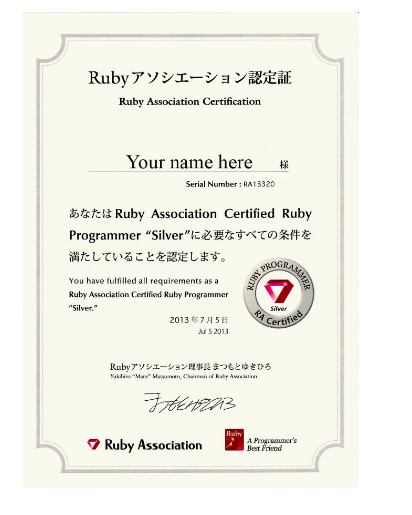 Rubyアソシエーション認定証
Ruby Association Certification
Your name here 様
Serial Number : RA13320
あなたは Ruby Association Certified Ruby
Programmer “Silver”に必要なすべての条件を
満たしていることを認定します。
You have fulfilled all requirements as a
Ruby Association Certified Ruby Programmer
“Silver.”
RUBY PROGRAMMER
Silver
RA Certified
2013 年 7 月 5 日
Jul 5 2013
Rubyアソシエーション理事長 まつもとゆきひろ
Yukihiro “Matz” Matsumoto, Chairman of Ruby Association
Ruby Association
Ruby
A Programmer's
Best Friend